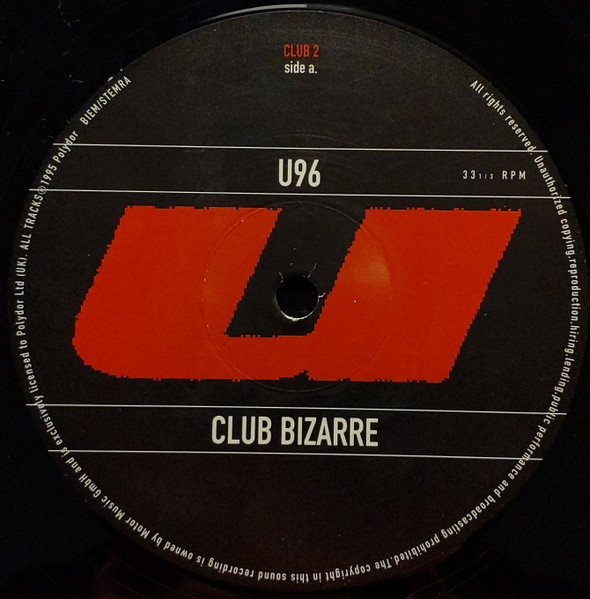 CLUB 2
side a.
U96
33 1/3 RPM
CLUB BIZARRE
All rights reserved. Unauthorized copying,reproduction,hiring,lending,public performance and broadcasting prohibited.The copyright in this sound recording is owned by Motor Music GmbH and is exclusively licensed to Polydor Ltd (UK). ALL TRACKS℗1995 Polydor BIEM/STEMRA